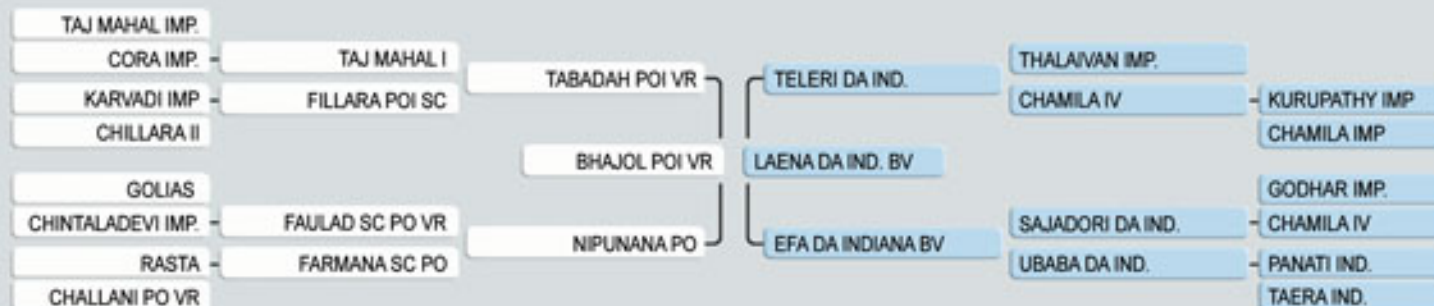 TAJ MAHAL IMP.
CORA IMP.
KARVADI IMP
CHILLARA II
GOLIAS
CHINTALADEVI IMP.
RASTA
CHALLANI PO VR
TAJ MAHAL I
FILLARA POI SC
FAULAD SC PO VR
FARMANA SC PO
TABADAH POI VR
BHAJOL POI VR
NIPUNANA PO
TELERI DA IND.
LAENA DA IND. BV
EFA DA INDIANA BV
THALAIVAN IMP.
CHAMILA IV
SAJADORI DA IND.
UBABA DA IND.
KURUPATHY IMP
CHAMILA IMP
GODHAR IMP.
CHAMILA IV
PANATI IND.
TAERA IND.